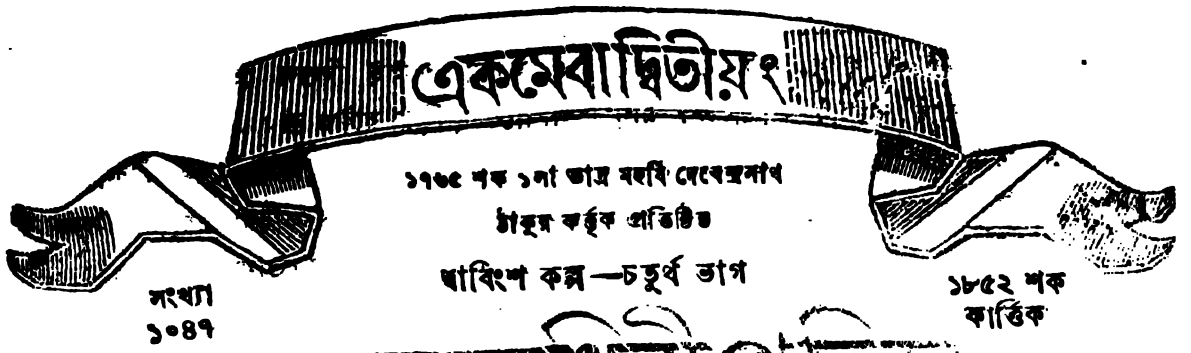 একমেবাদ্বিতীয়ং
১৭৬৫ শক ১লা ভাদ্র মহর্ষি দেবেন্দ্রনাথ
ঠাকুর কর্ত্তৃক প্রতিষ্ঠিত
দ্বাবিংশ কল্প—চতুর্থ ভাগ
সংখ্যা
১০৪৭
১৮৫২ শক
কার্ত্তিক